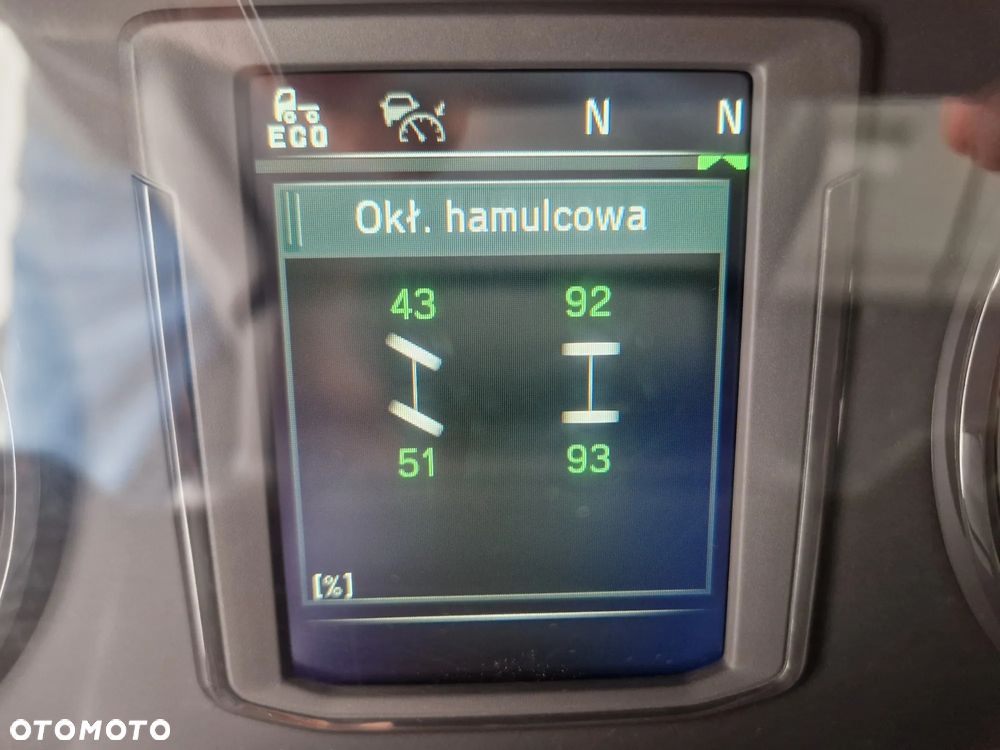 ECO N N
Okł. hamulcowa
43 92
51 93
[%]
OTOMOTO